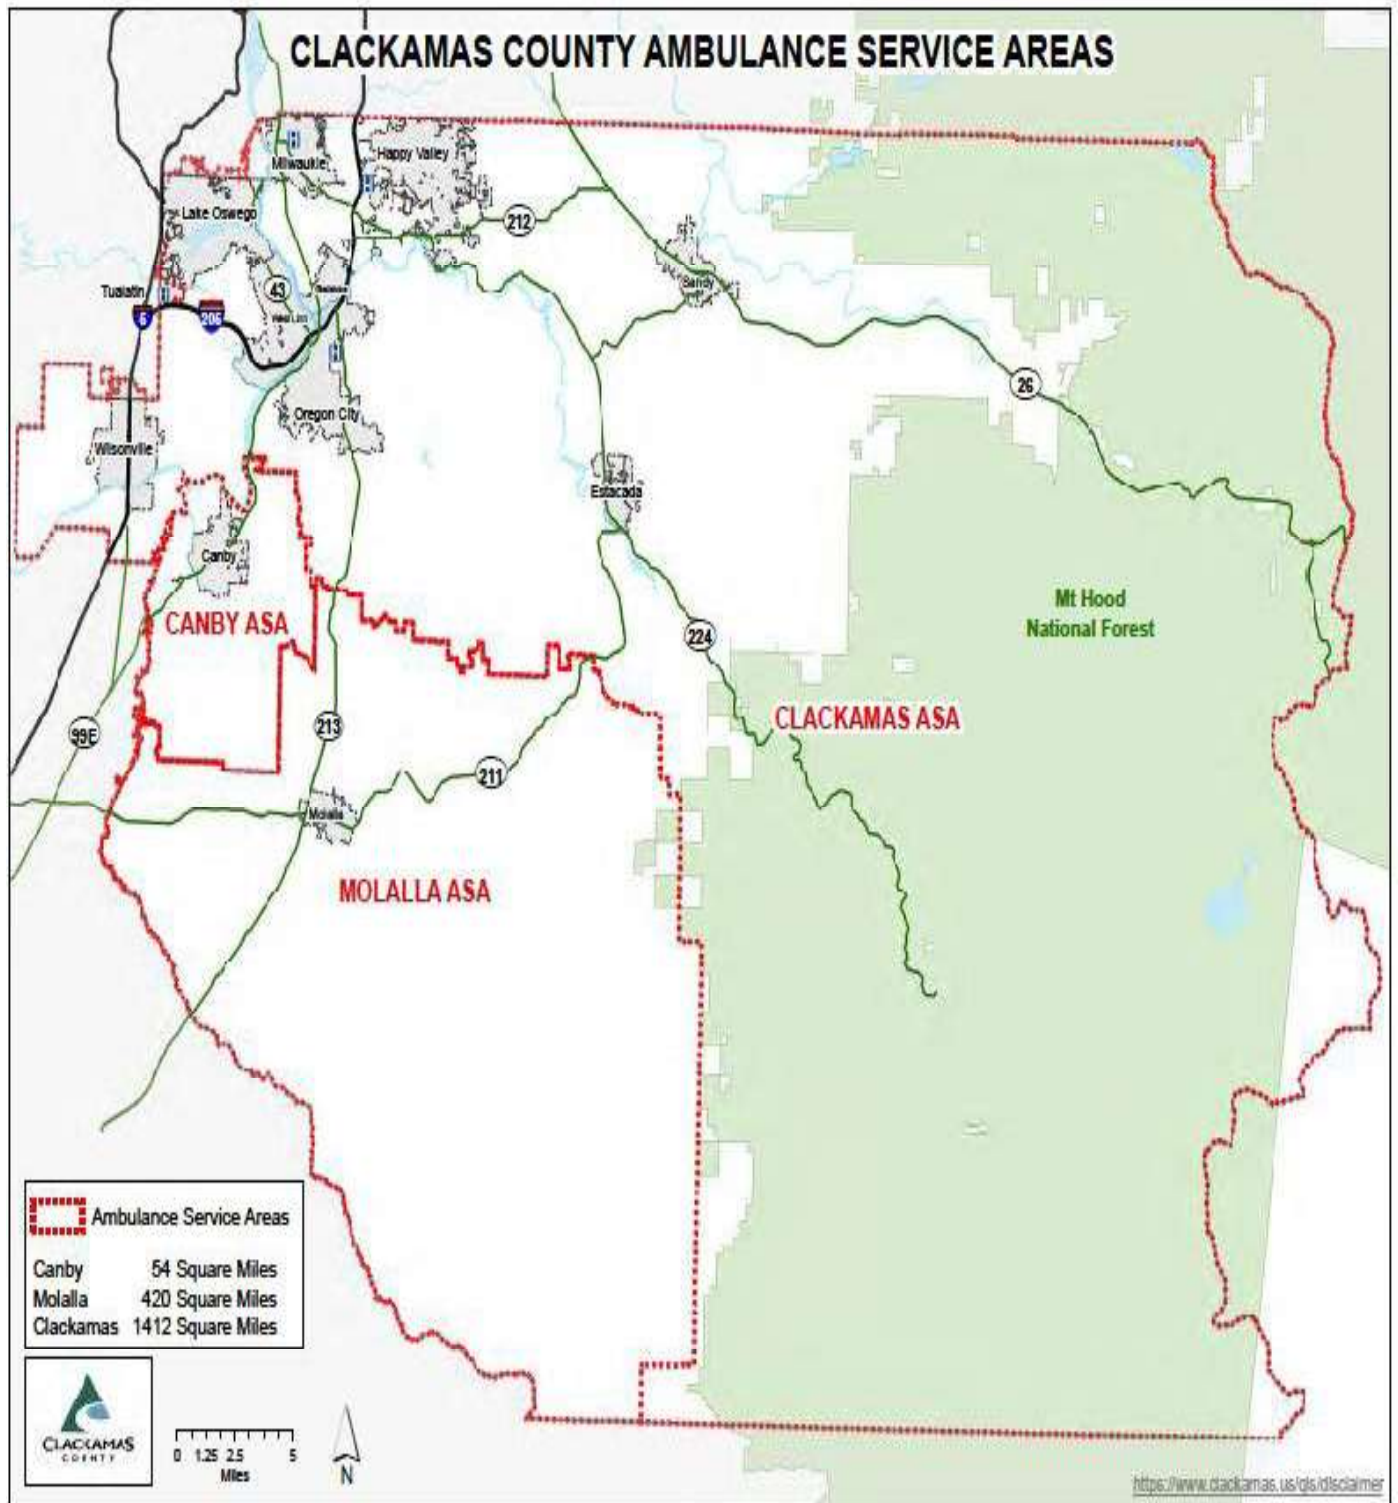 CLACKAMAS COUNTY AMBULANCE SERVICE AREAS
Milwaukie
Happy Valley
Lake Oswego
212
Sandy
Tualatin
43
5
205
26
Oregon City
Wilsonville
Estacada
Canby
CANBY ASA
Mt Hood
National Forest
224
CLACKAMAS ASA
213
99E
211
Molalla
MOLALLA ASA
Ambulance Service Areas
Canby 54 Square Miles
Molalla 420 Square Miles
Clackamas 1412 Square Miles
CLACKAMAS
COUNTY
0 1.25 2.5 5
Miles
N
https://www.clackamas.us/gis/disclaimer